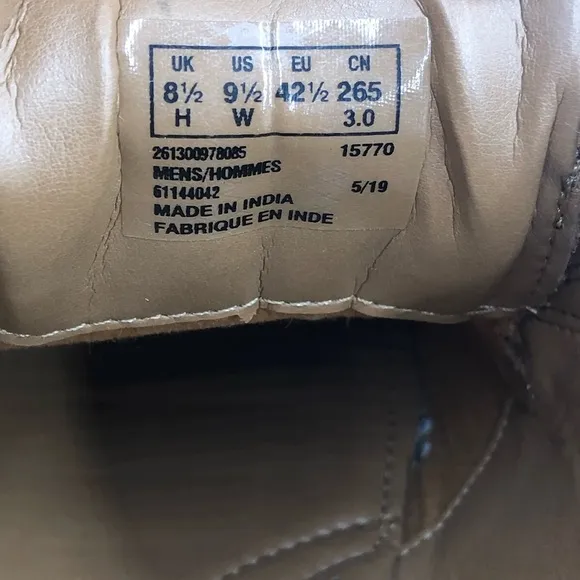 UK US EU CN
8½ 9½ 42½ 265
H W 3.0
261300978085 15770
MENS/HOMMES
61144042 5/19
MADE IN INDIA
FABRIQUE EN INDE